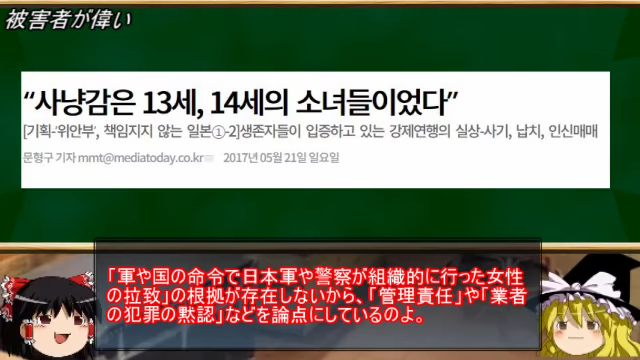 被害者が偉い
“사냥감은 13세, 14세의 소녀들이었다”
[기획-‘위안부’, 책임지지 않는 일본①-2]생존자들이 입증하고 있는 강제연행의 실상-사기, 납치, 인신매매
문형구 기자 mmt@mediatoday.co.kr 2017년 05월 21일 일요일
「軍や国の命令で日本軍や警察が組織的に行った女性
の拉致」の根拠が存在しないから、「管理責任」や「業者
の犯罪の黙認」などを論点にしているのよ。